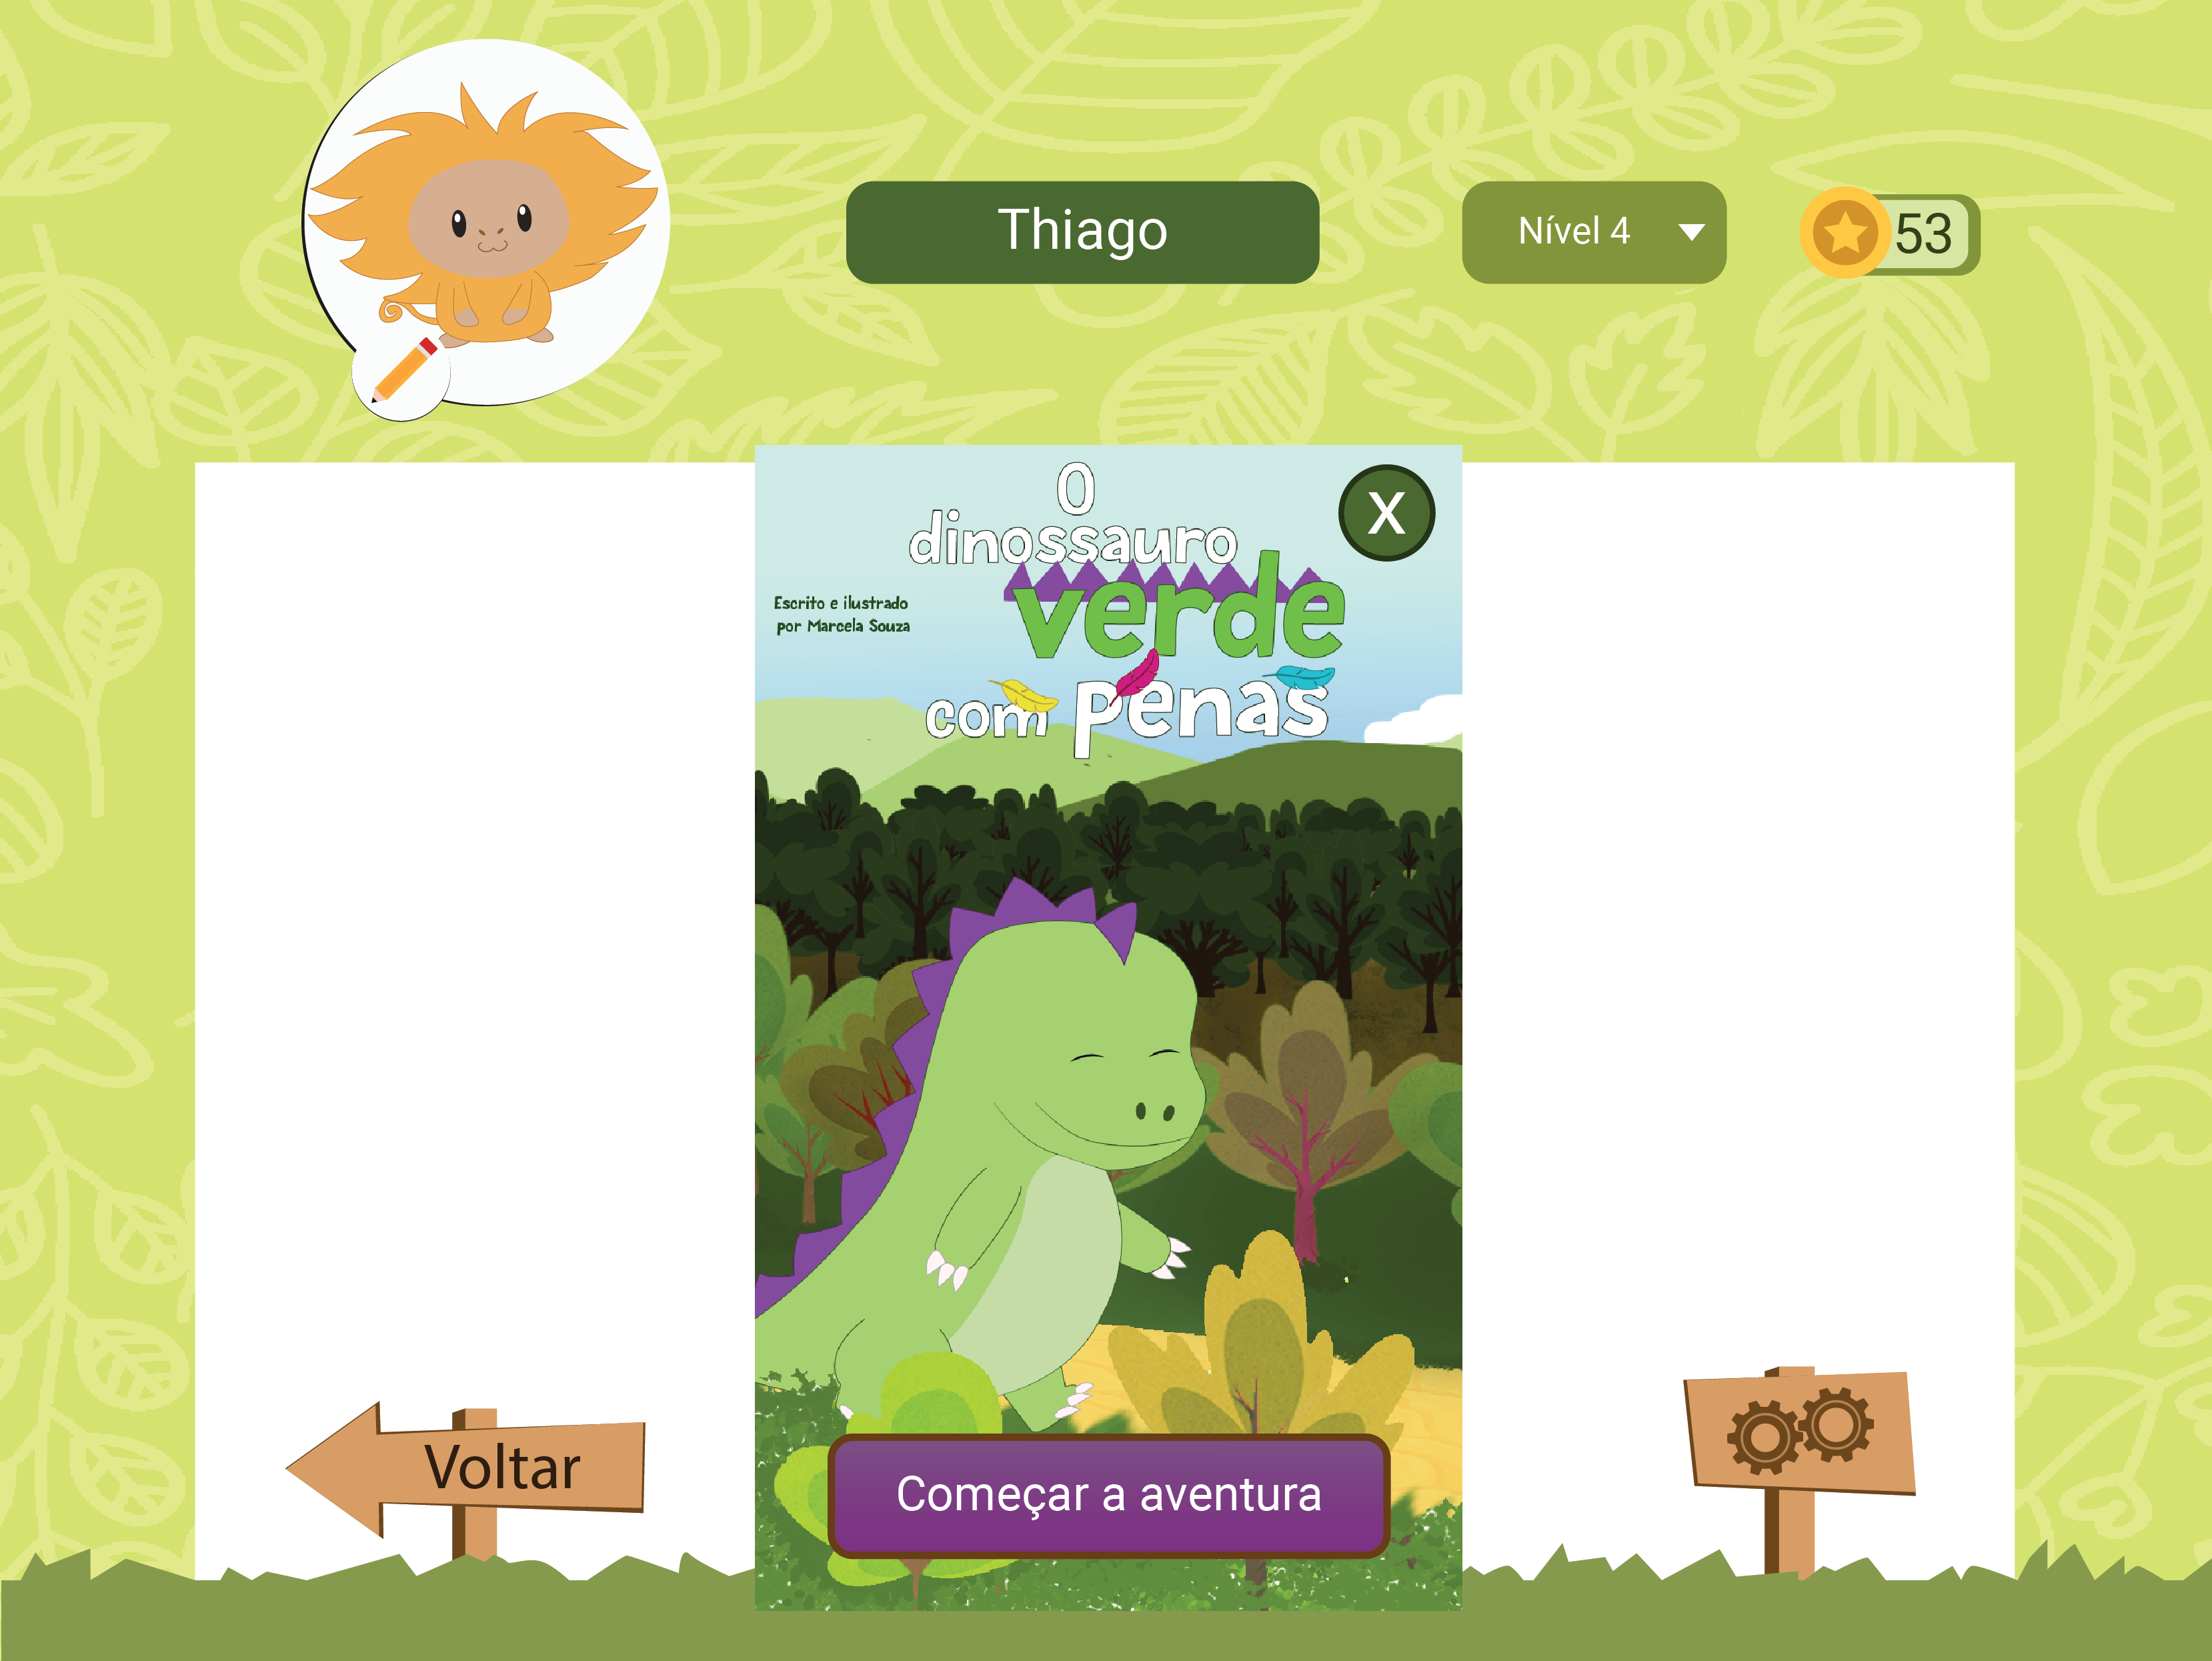 Thiago
Nível 4
53
O
dinossauro
verde
com penas
Escrito e ilustrado
por Marcela Souza
X
Voltar
Começar a aventura